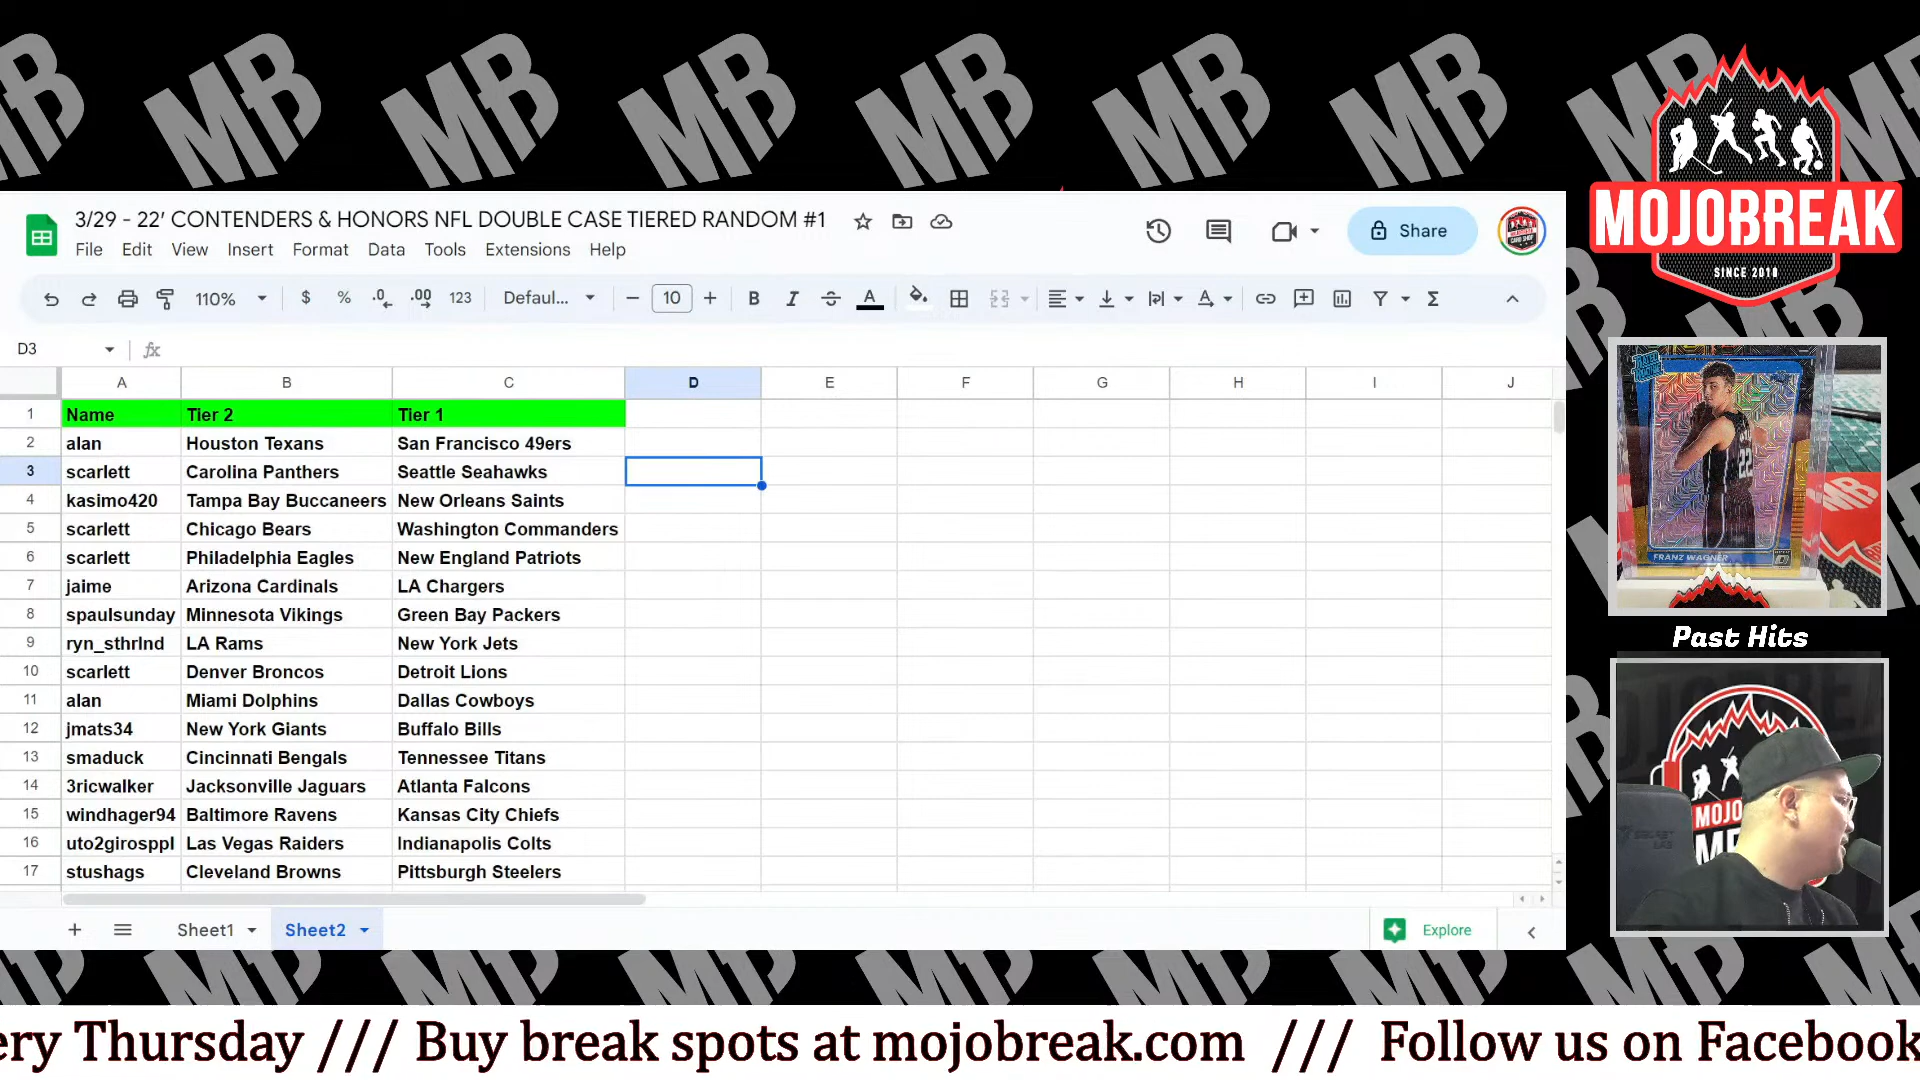 3/29 - 22' CONTENDERS & HONORS NFL DOUBLE CASE TIERED RANDOM #1
File Edit View Insert Format Data Tools Extensions Help
Share
110% $ % .0 .00 123 Defaul... 10 B I A
D3
A B C D E F G H I J
1 Name Tier 2 Tier 1
2 alan Houston Texans San Francisco 49ers
3 scarlett Carolina Panthers Seattle Seahawks
4 kasimo420 Tampa Bay Buccaneers New Orleans Saints
5 scarlett Chicago Bears Washington Commanders
6 scarlett Philadelphia Eagles New England Patriots
7 jaime Arizona Cardinals LA Chargers
8 spaulsunday Minnesota Vikings Green Bay Packers
9 ryn_sthrlnd LA Rams New York Jets
10 scarlett Denver Broncos Detroit Lions
11 alan Miami Dolphins Dallas Cowboys
12 jmats34 New York Giants Buffalo Bills
13 smaduck Cincinnati Bengals Tennessee Titans
14 3ricwalker Jacksonville Jaguars Atlanta Falcons
15 windhager94 Baltimore Ravens Kansas City Chiefs
16 uto2girosppl Las Vegas Raiders Indianapolis Colts
17 stushags Cleveland Browns Pittsburgh Steelers
Sheet1 Sheet2 Explore
MOJOBREAK
SINCE 2010
RATED ROOKIE
22
FRANZ WAGNER
Past Hits
ery Thursday /// Buy break spots at mojobreak.com /// Follow us on Facebook